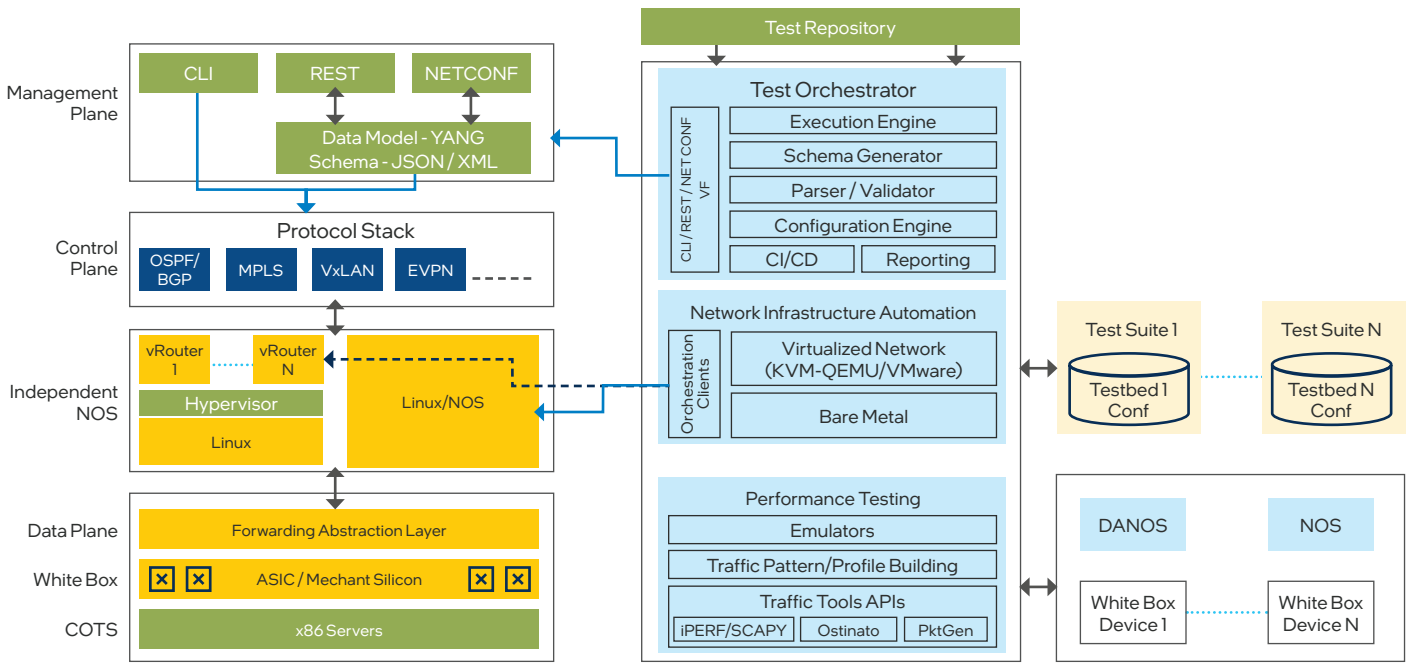 Management
Plane
CLI
REST
NETCONF
Data Model - YANG
Schema - JSON / XML
Control
Plane
Protocol Stack
OSPF/
BGP
MPLS
VxLAN
EVPN
Independent
NOS
vRouter
1
vRouter
N
Hypervisor
Linux
Linux/NOS
Data Plane
Forwarding Abstraction Layer
White Box
ASIC / Mechant Silicon
COTS
x86 Servers
Test Repository
Test Orchestrator
CLI / REST / NET CONF
VF
Execution Engine
Schema Generator
Parser / Validator
Configuration Engine
CI/CD
Reporting
Network Infrastructure Automation
Orchestration
Clients
Virtualized Network
(KVM-QEMU/VMware)
Bare Metal
Performance Testing
Emulators
Traffic Pattern/Profile Building
Traffic Tools APIs
iPERF/SCAPY
Ostinato
PktGen
Test Suite 1
Testbed 1
Conf
Test Suite N
Testbed N
Conf
DANOS
NOS
White Box
Device 1
White Box
Device N